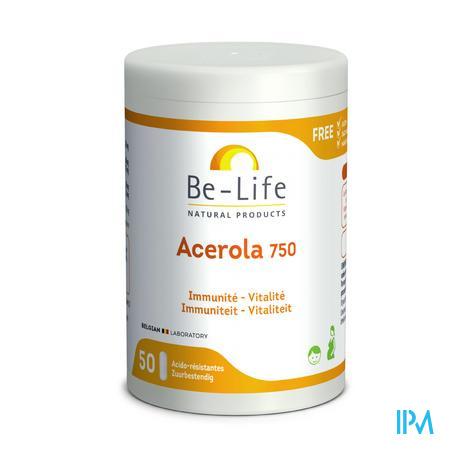 FREE
Be-Life
NATURAL PRODUCTS
Acerola 750
Immunité - Vitalité
Immuniteit - Vitaliteit
BELGIAN LABORATORY
50
Acido-résistantes
Zuurbestendig
IPM